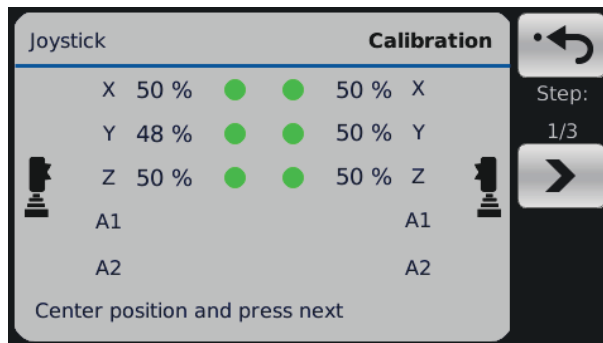 Joystick Calibration
Step:
1/3
X 50 % 50 % X
Y 48 % 50 % Y
Z 50 % 50 % Z
A1 A1
A2 A2
Center position and press next